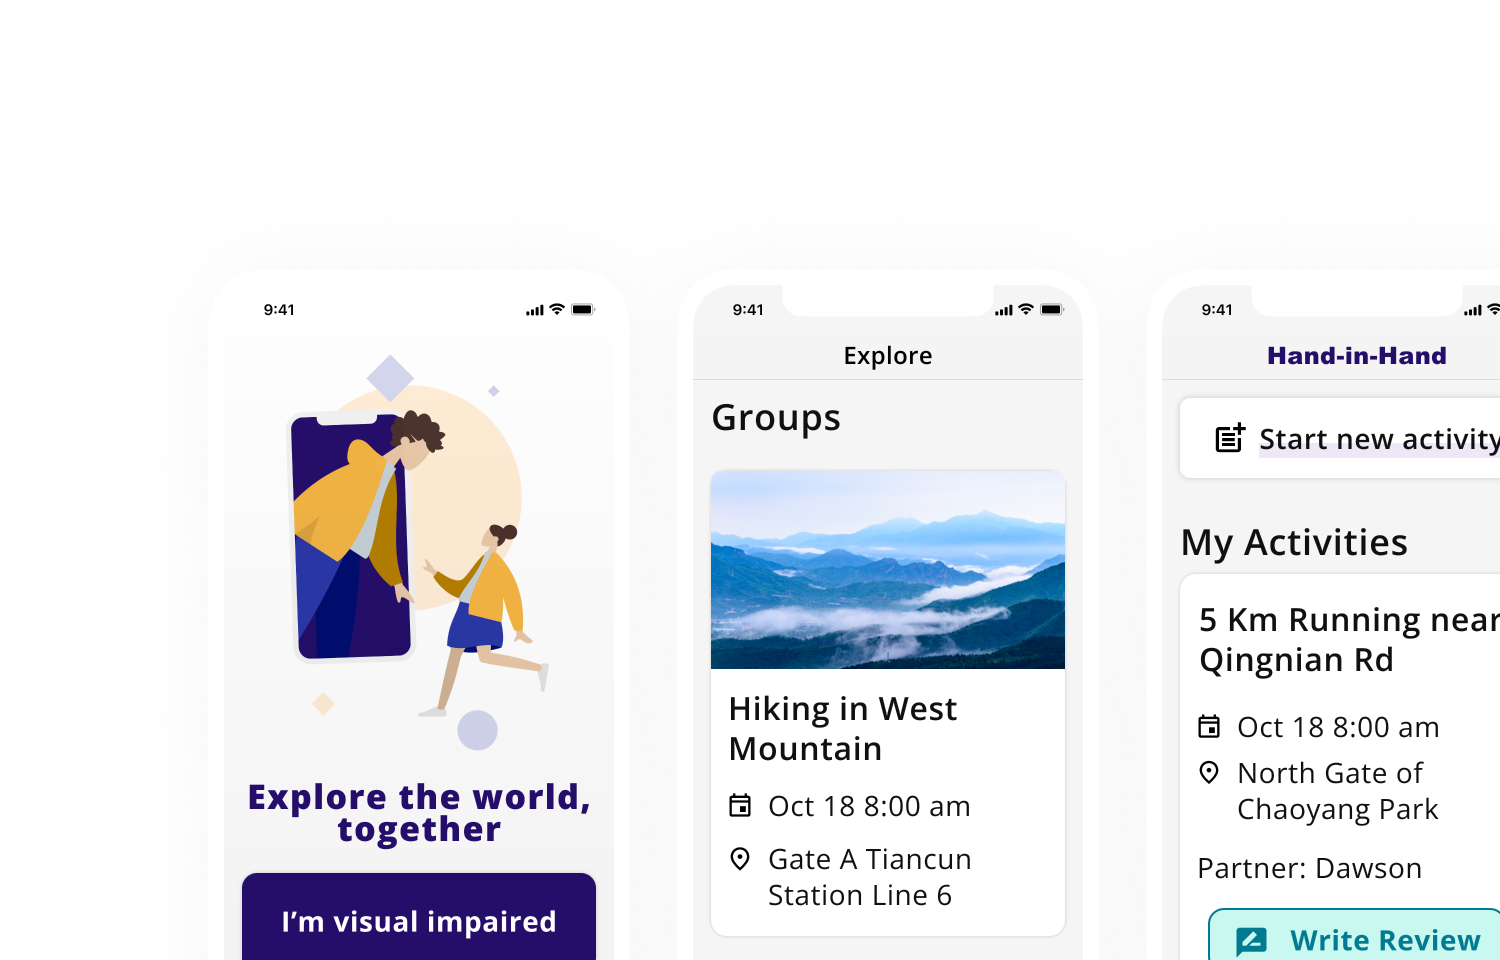 9:41
Explore the world,
together
I'm visual impaired
9:41
Explore
Groups
Hiking in West
Mountain
Oct 18 8:00 am
Gate A Tiancun
Station Line 6
9:41
Hand-in-Hand
Start new activity
My Activities
5 Km Running near
Qingnian Rd
Oct 18 8:00 am
North Gate of
Chaoyang Park
Partner: Dawson
Write Review